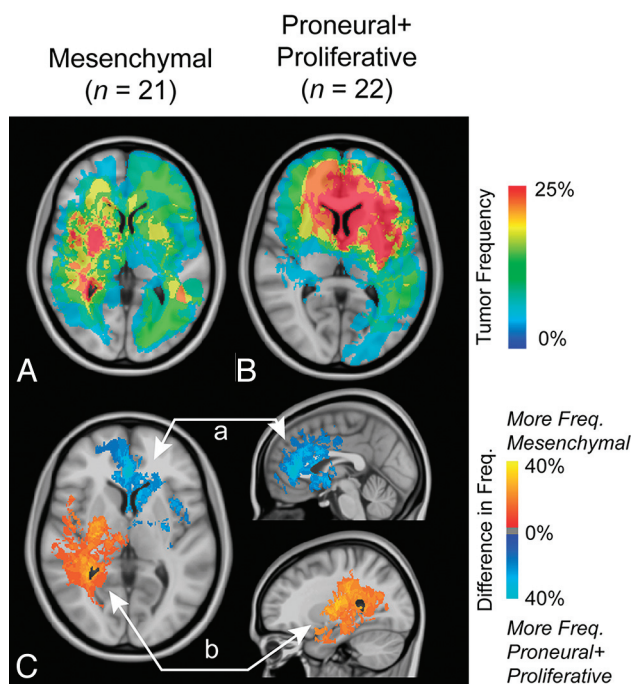 Mesenchymal
(n = 21)
Proneural+
Proliferative
(n = 22)
A
B
Tumor Frequency
25%
0%
a
b
C
Difference in Freq.
More Freq.
Mesenchymal
40%
0%
40%
More Freq.
Proneural+
Proliferative